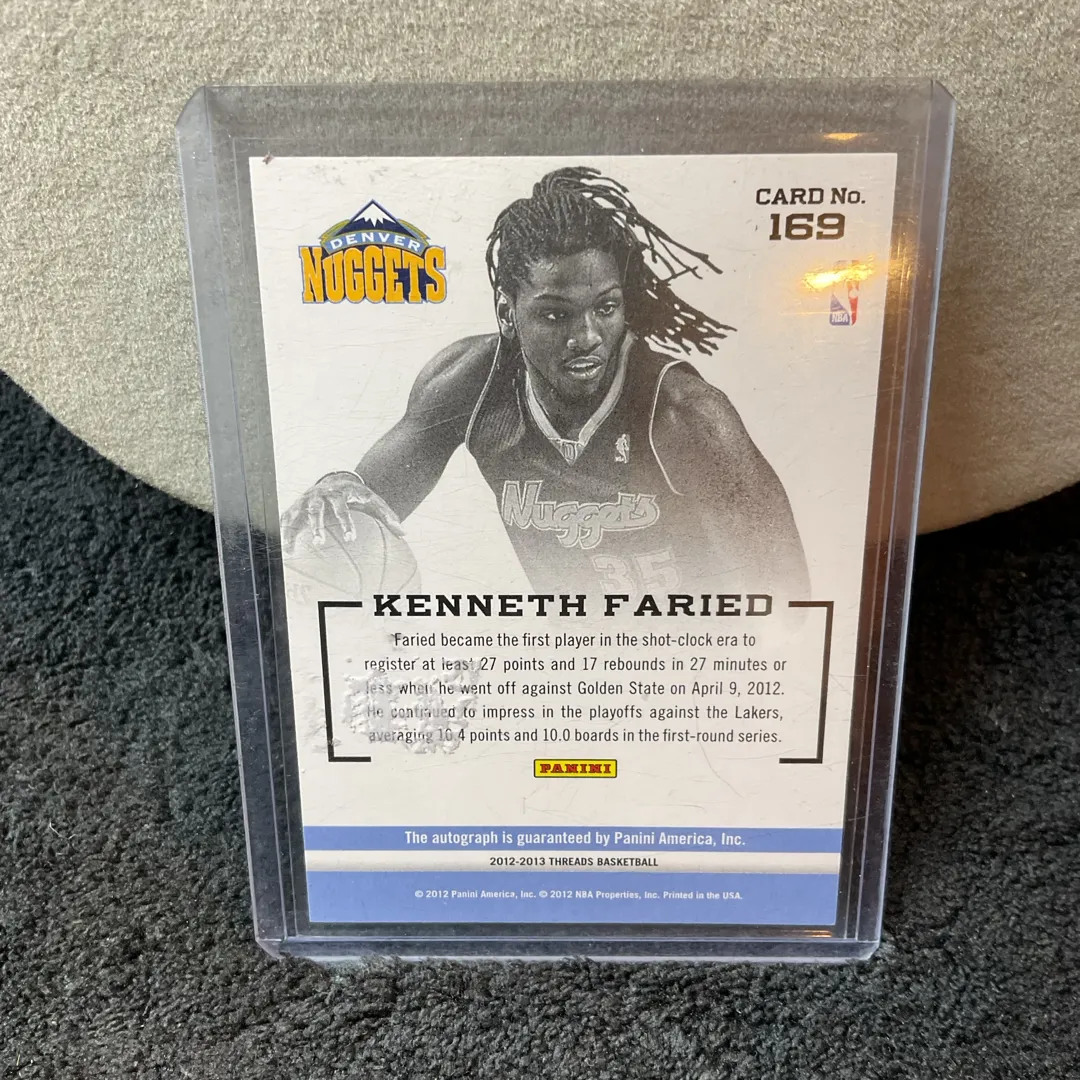 CARD No.
169
DENVER
NUGGETS
NBA
Nuggets
35
KENNETH FARIED
Faried became the first player in the shot-clock era to
register at least 27 points and 17 rebounds in 27 minutes or
less when he went off against Golden State on April 9, 2012.
He continued to impress in the playoffs against the Lakers,
averaging 10.4 points and 10.0 boards in the first-round series.
PANINI
The autograph is guaranteed by Panini America, Inc.
2012-2013 THREADS BASKETBALL
© 2012 Panini America, Inc. © 2012 NBA Properties, Inc. Printed in the USA.